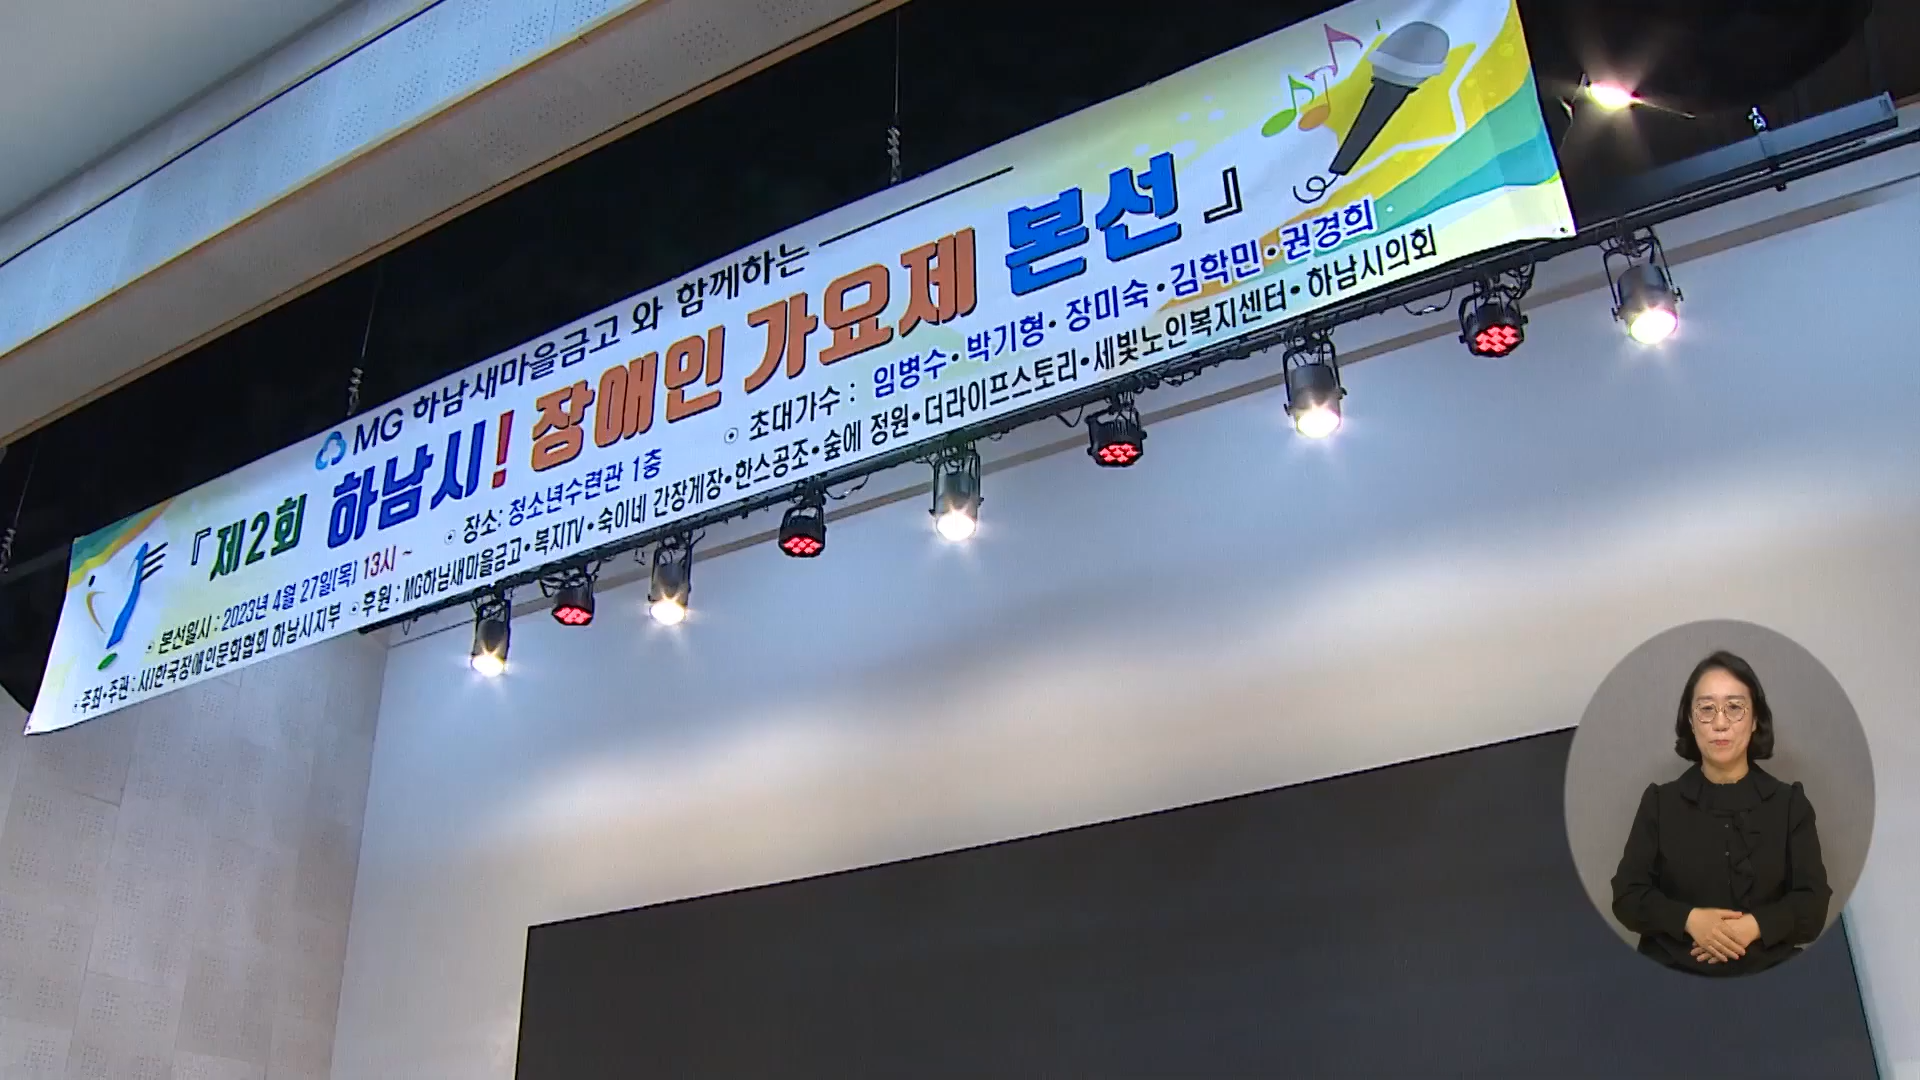 MG 하남새마을금고 와 함께하는
『제2회 하남시! 장애인 가요제 본선』
◉ 본선일시 : 2023년 4월 27일[목] 13시 ~ ◉ 장소: 청소년수련관 1층 ◉ 초대가수 : 임병수 • 박기형 • 장미숙 • 김학민 • 권경희
◉ 주최•주관 : 사)한국장애인문화협회 하남시지부 ◉ 후원 : MG하남새마을금고 • 복지TV • 숙이네 간장게장 • 한스공조 • 숲에 정원 • 더라이프스토리 • 세빛노인복지센터 • 하남시의회